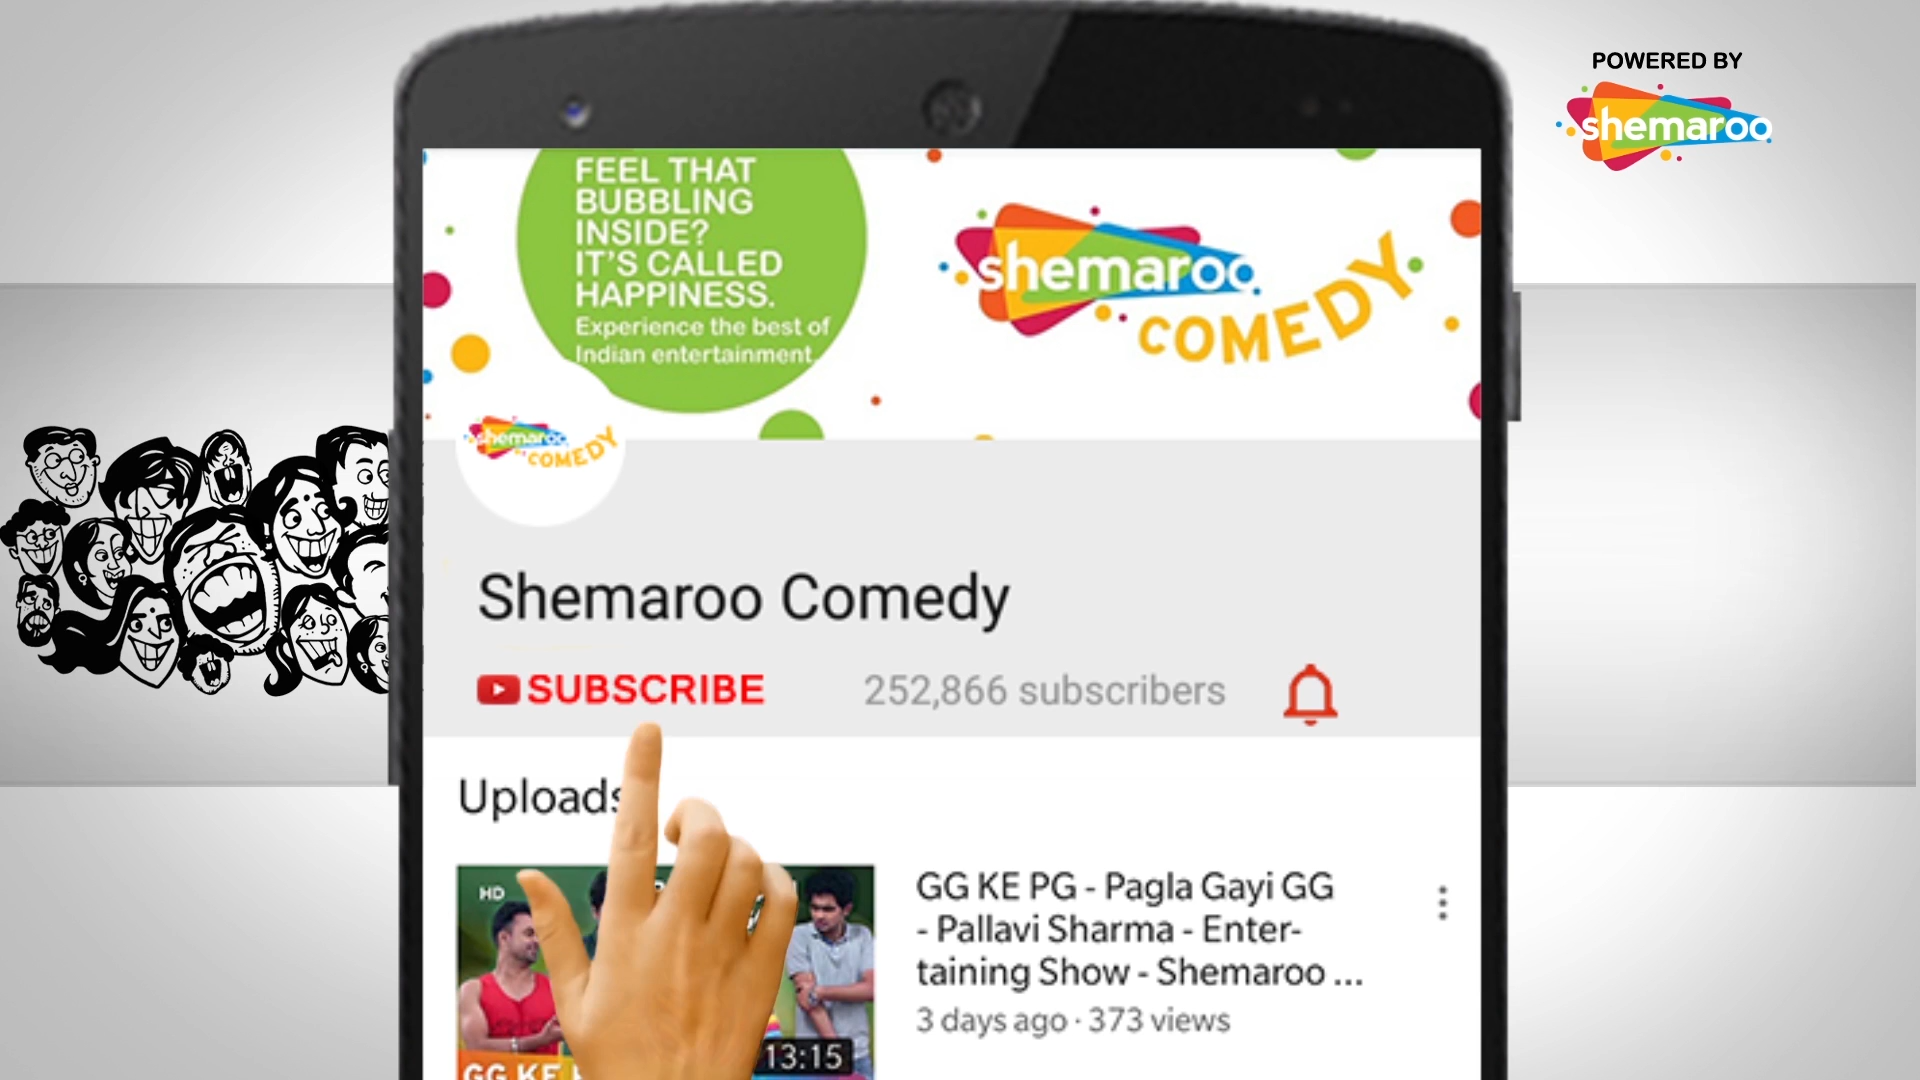 POWERED BY
shemaroo
FEEL THAT
BUBBLING
INSIDE?
IT'S CALLED
HAPPINESS.
Experience the best of
Indian entertainment
shemaroo
COMEDY
shemaroo
COMEDY
Shemaroo Comedy
SUBSCRIBE 252,866 subscribers
Uploads
HD
GG KE PG - Pagla Gayi GG
- Pallavi Sharma - Enter-
taining Show - Shemaroo ...
3 days ago · 373 views
13:15
GG KE